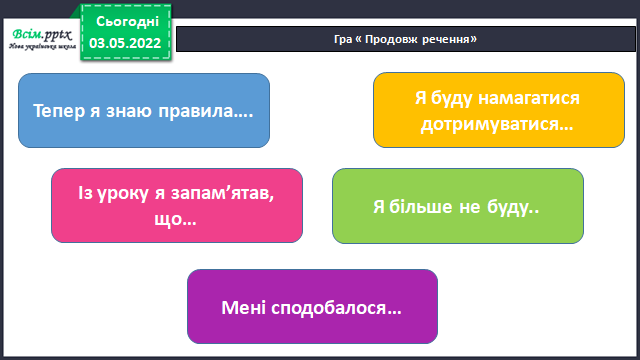 Всім.pptx
Нова українська школа
Сьогодні
03.05.2022
Гра « Продовж речення»
Тепер я знаю правила….
Я буду намагатися
дотримуватися…
Із уроку я запам’ятав,
що…
Я більше не буду..
Мені сподобалося…